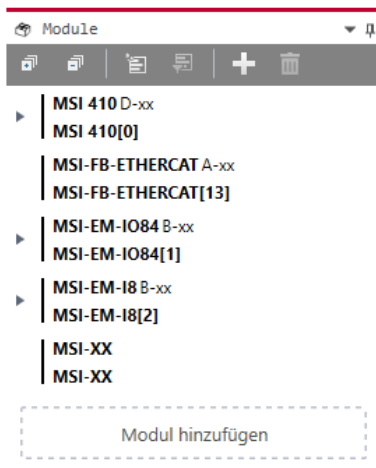 Module
MSI 410 D-xx
MSI 410[0]
MSI-FB-ETHERCAT A-xx
MSI-FB-ETHERCAT[13]
MSI-EM-IO84 B-xx
MSI-EM-IO84[1]
MSI-EM-I8 B-xx
MSI-EM-I8[2]
MSI-XX
MSI-XX
Modul hinzufügen